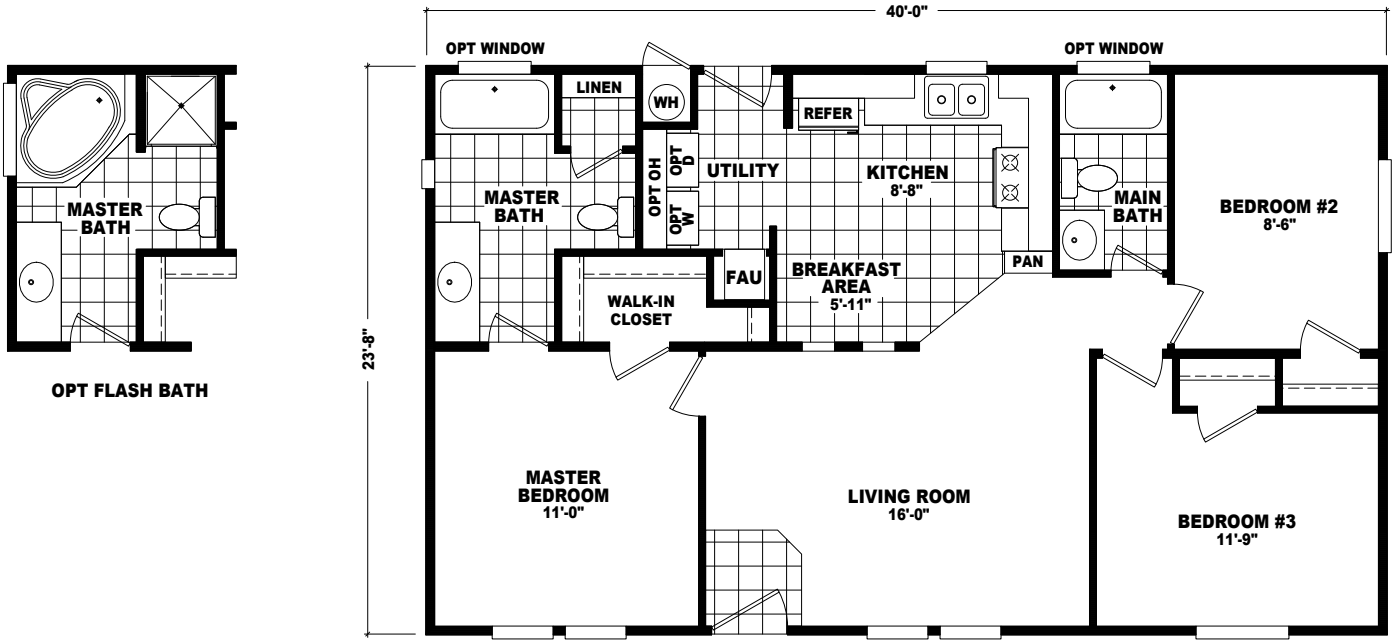 40'-0"
OPT WINDOW
OPT WINDOW
LINEN
WH
REFER
OPT OH
OPT D
OPT W
UTILITY
KITCHEN
8'-8"
MASTER
BATH
MASTER
BATH
MAIN
BATH
BEDROOM #2
8'-6"
PAN
FAU
BREAKFAST
AREA
5'-11"
WALK-IN
CLOSET
23'-8"
OPT FLASH BATH
MASTER
BEDROOM
11'-0"
LIVING ROOM
16'-0"
BEDROOM #3
11'-9"